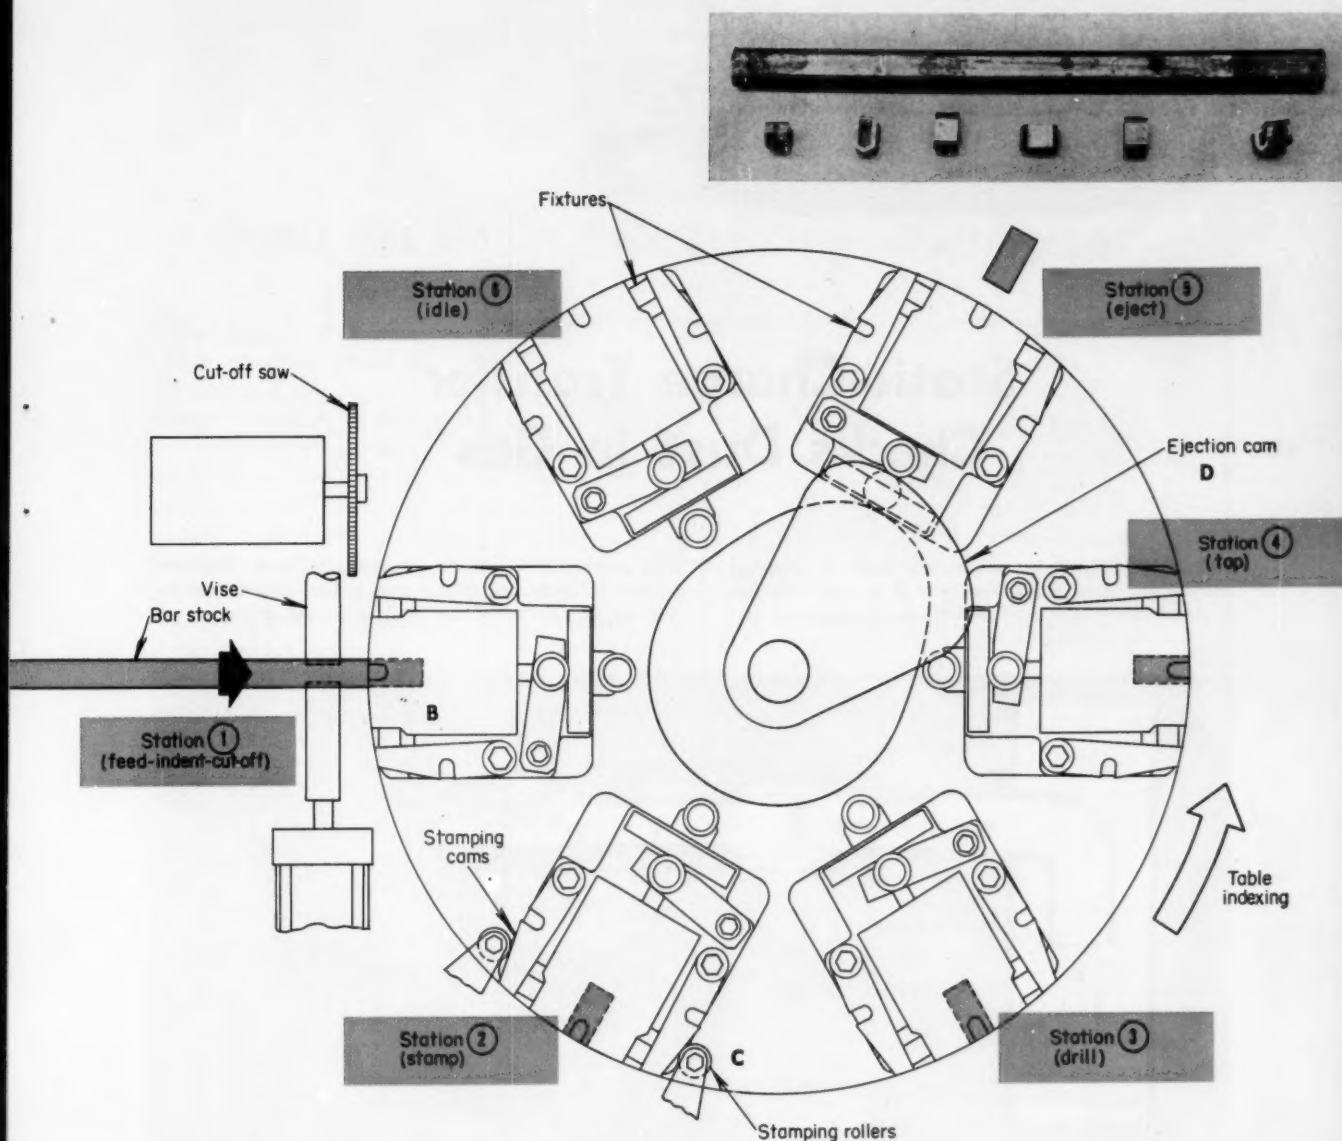 Fixtures
Station 6
(idle)
Station 5
(eject)
Cut-off saw
Ejection cam
D
Station 4
(tap)
Vise
Bar stock
B
Station 1
(feed-indent-cut-off)
Stamping
cams
Table
indexing
Station 2
(stamp)
C
Station 3
(drill)
Stamping rollers